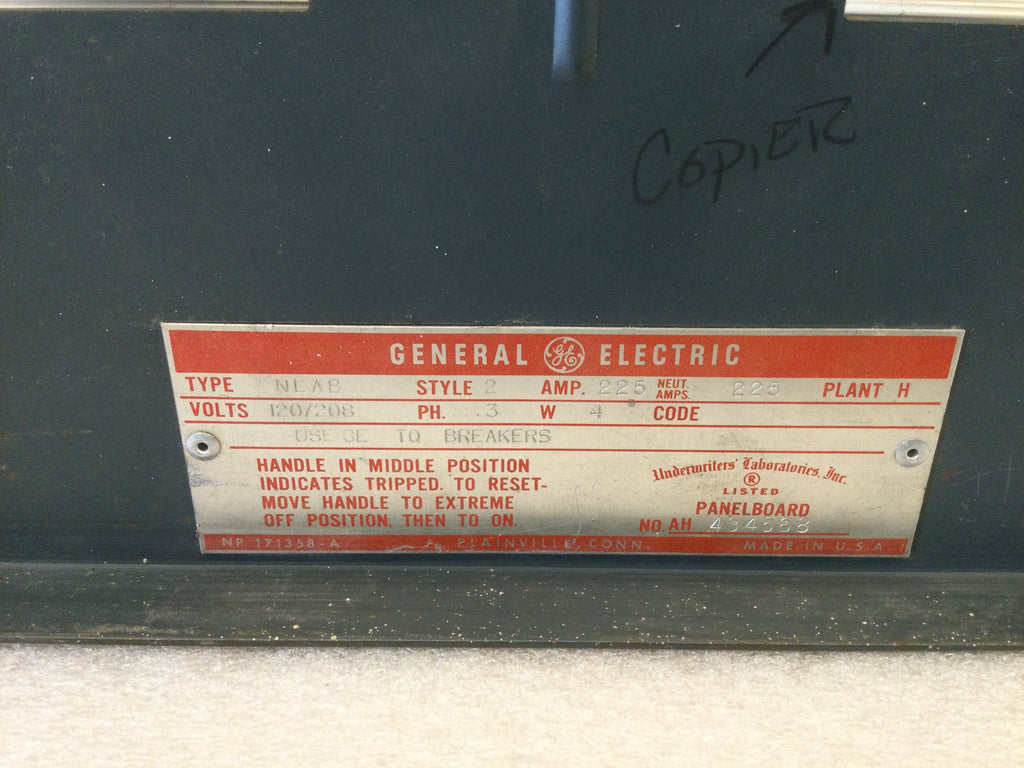 COPIER
GENERAL GE ELECTRIC
TYPE NLAB STYLE 2 AMP. 225 NEUT. AMPS. 225 PLANT H
VOLTS 120/208 PH. 3 W 4 CODE
USE GE TQ BREAKERS
HANDLE IN MIDDLE POSITION
INDICATES TRIPPED. TO RESET-
MOVE HANDLE TO EXTREME
OFF POSITION, THEN TO ON.
Underwriters' Laboratories, Inc.
®
LISTED
PANELBOARD
NO. AH 434568
NP 171358-A PLAINVILLE, CONN. MADE IN U.S.A